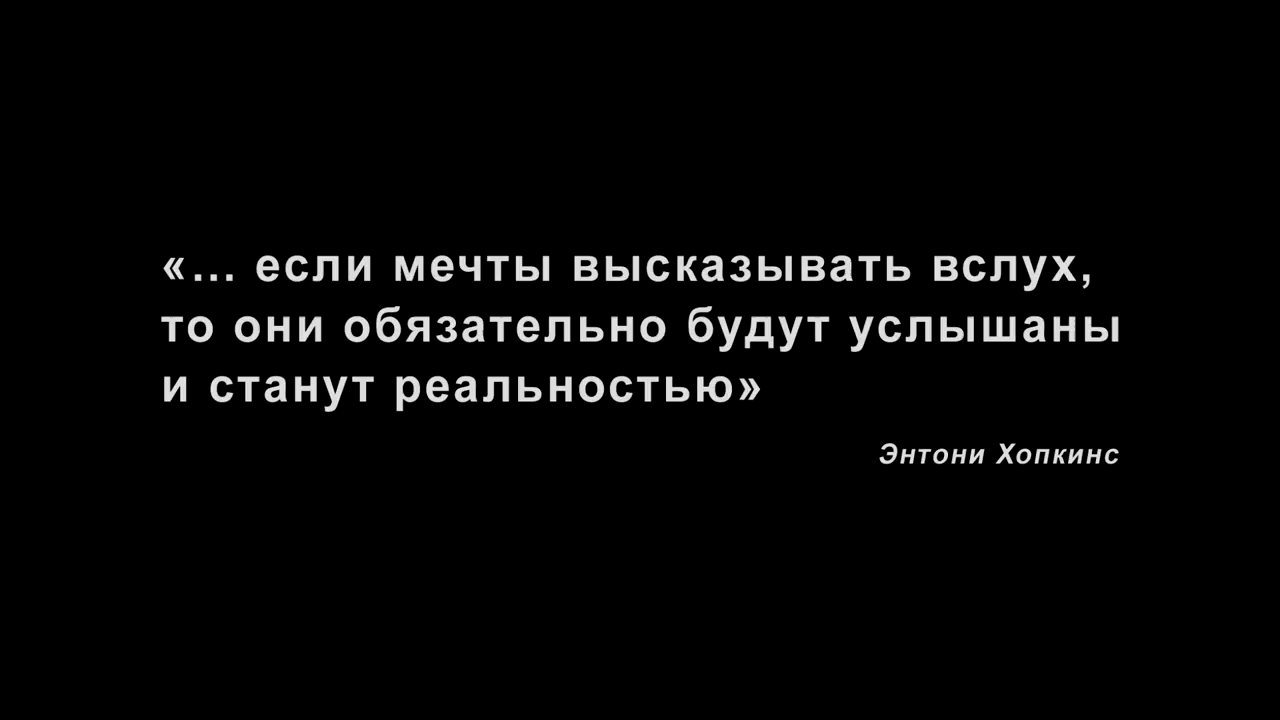 «... если мечты высказывать вслух,
то они обязательно будут услышаны
и станут реальностью»
Энтони Хопкинс